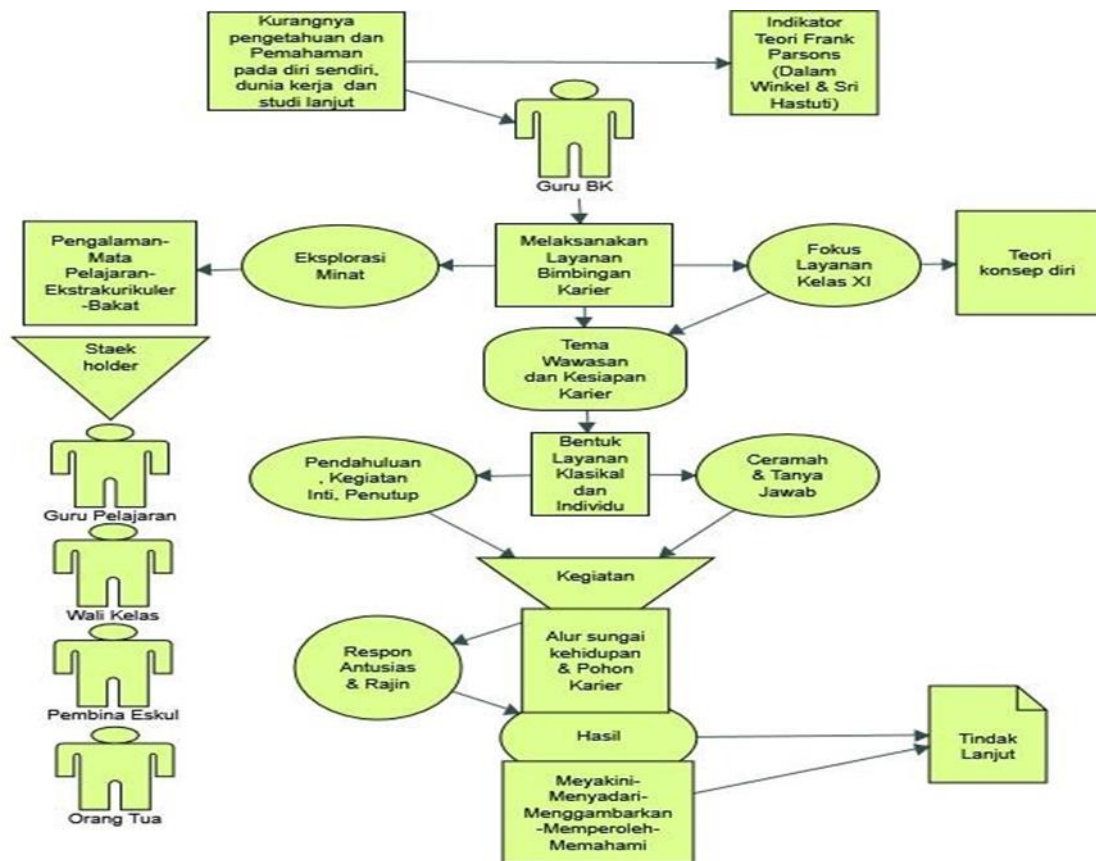 Kurangnya
pengetahuan dan
Pemahaman
pada diri sendiri,
dunia kerja dan
studi lanjut
Indikator
Teori Frank
Parsons
(Dalam
Winkel & Sri
Hastuti)
Guru BK
Pengalaman-
Mata
Pelajaran-
Ekstrakurikuler
-Bakat
Eksplorasi
Minat
Melaksanakan
Layanan
Bimbingan
Karier
Fokus
Layanan
Kelas XI
Teori
konsep diri
Staek
holder
Tema
Wawasan
dan Kesiapan
Karier
Guru Pelajaran
Pendahuluan
, Kegiatan
Inti, Penutup
Bentuk
Layanan
Klasikal
dan
Individu
Ceramah
& Tanya
Jawab
Wali Kelas
Kegiatan
Pembina Eskul
Respon
Antusias
& Rajin
Alur sungai
kehidupan
& Pohon
Karier
Orang Tua
Hasil
Tindak
Lanjut
Meyakini-
Menyadari-
Menggambarkan
-Memperoleh-
Memahami